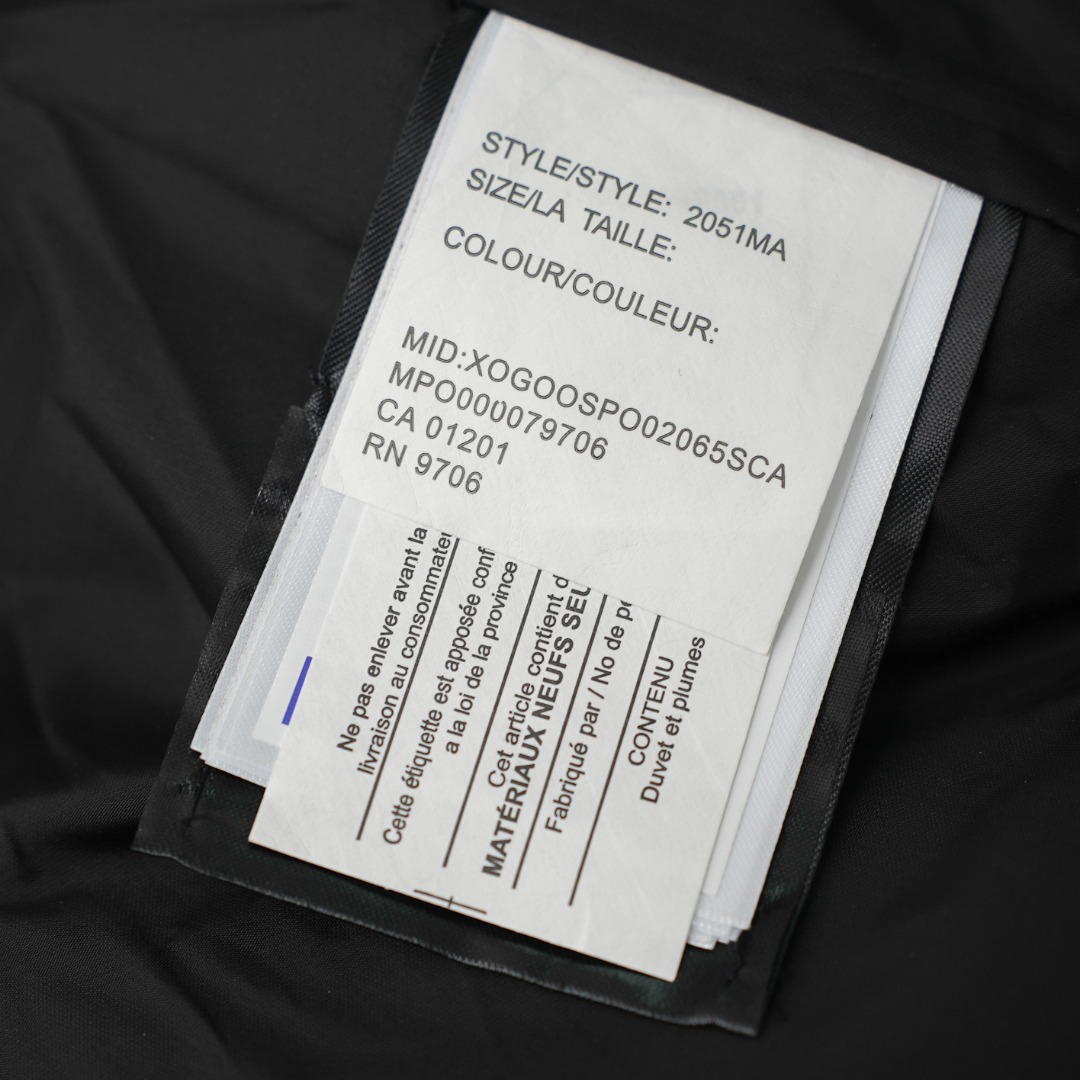 STYLE/STYLE: 2051MA
SIZE/LA TAILLE:
COLOUR/COULEUR:
MID:XOGOOSPO02065SCA
MPO000079706
CA 01201
RN 9706
Ne pas enlever avant la
livraison au consommateu
Cette étiquette est apposée conf
a la loi de la province
Cet article contient d
MATÉRIAUX NEUFS SEU
Fabriqué par / No de pe
CONTENU
Duvet et plumes